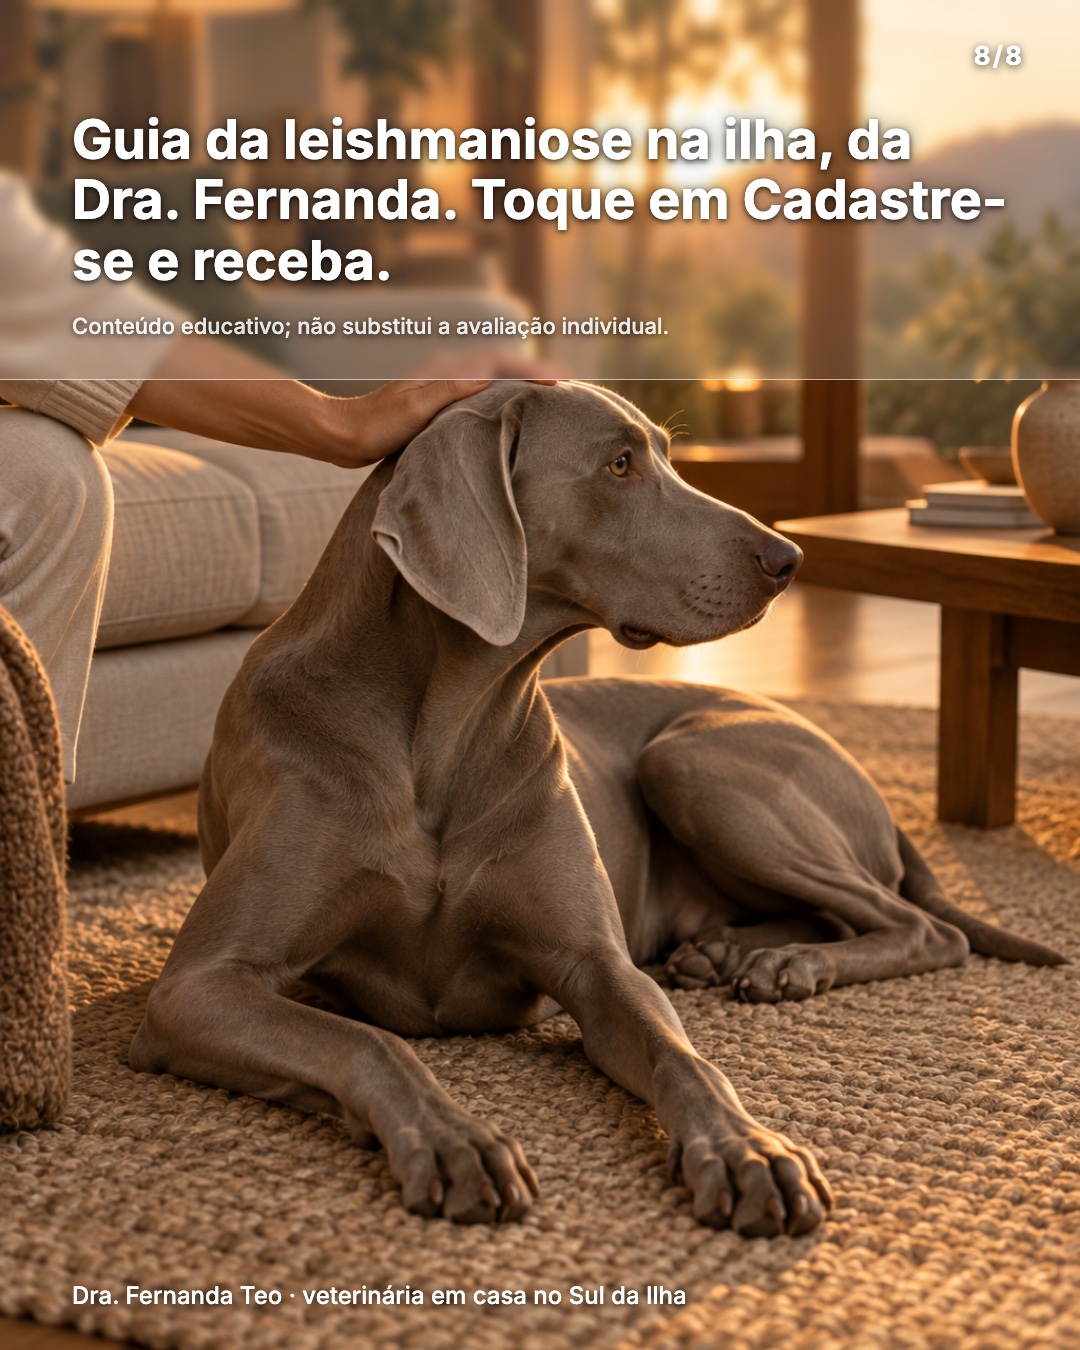 8/8
Guia da leishmaniose na ilha, da
Dra. Fernanda. Toque em Cadastre-
se e receba.
Conteúdo educativo; não substitui a avaliação individual.
Dra. Fernanda Teo · veterinária em casa no Sul da Ilha